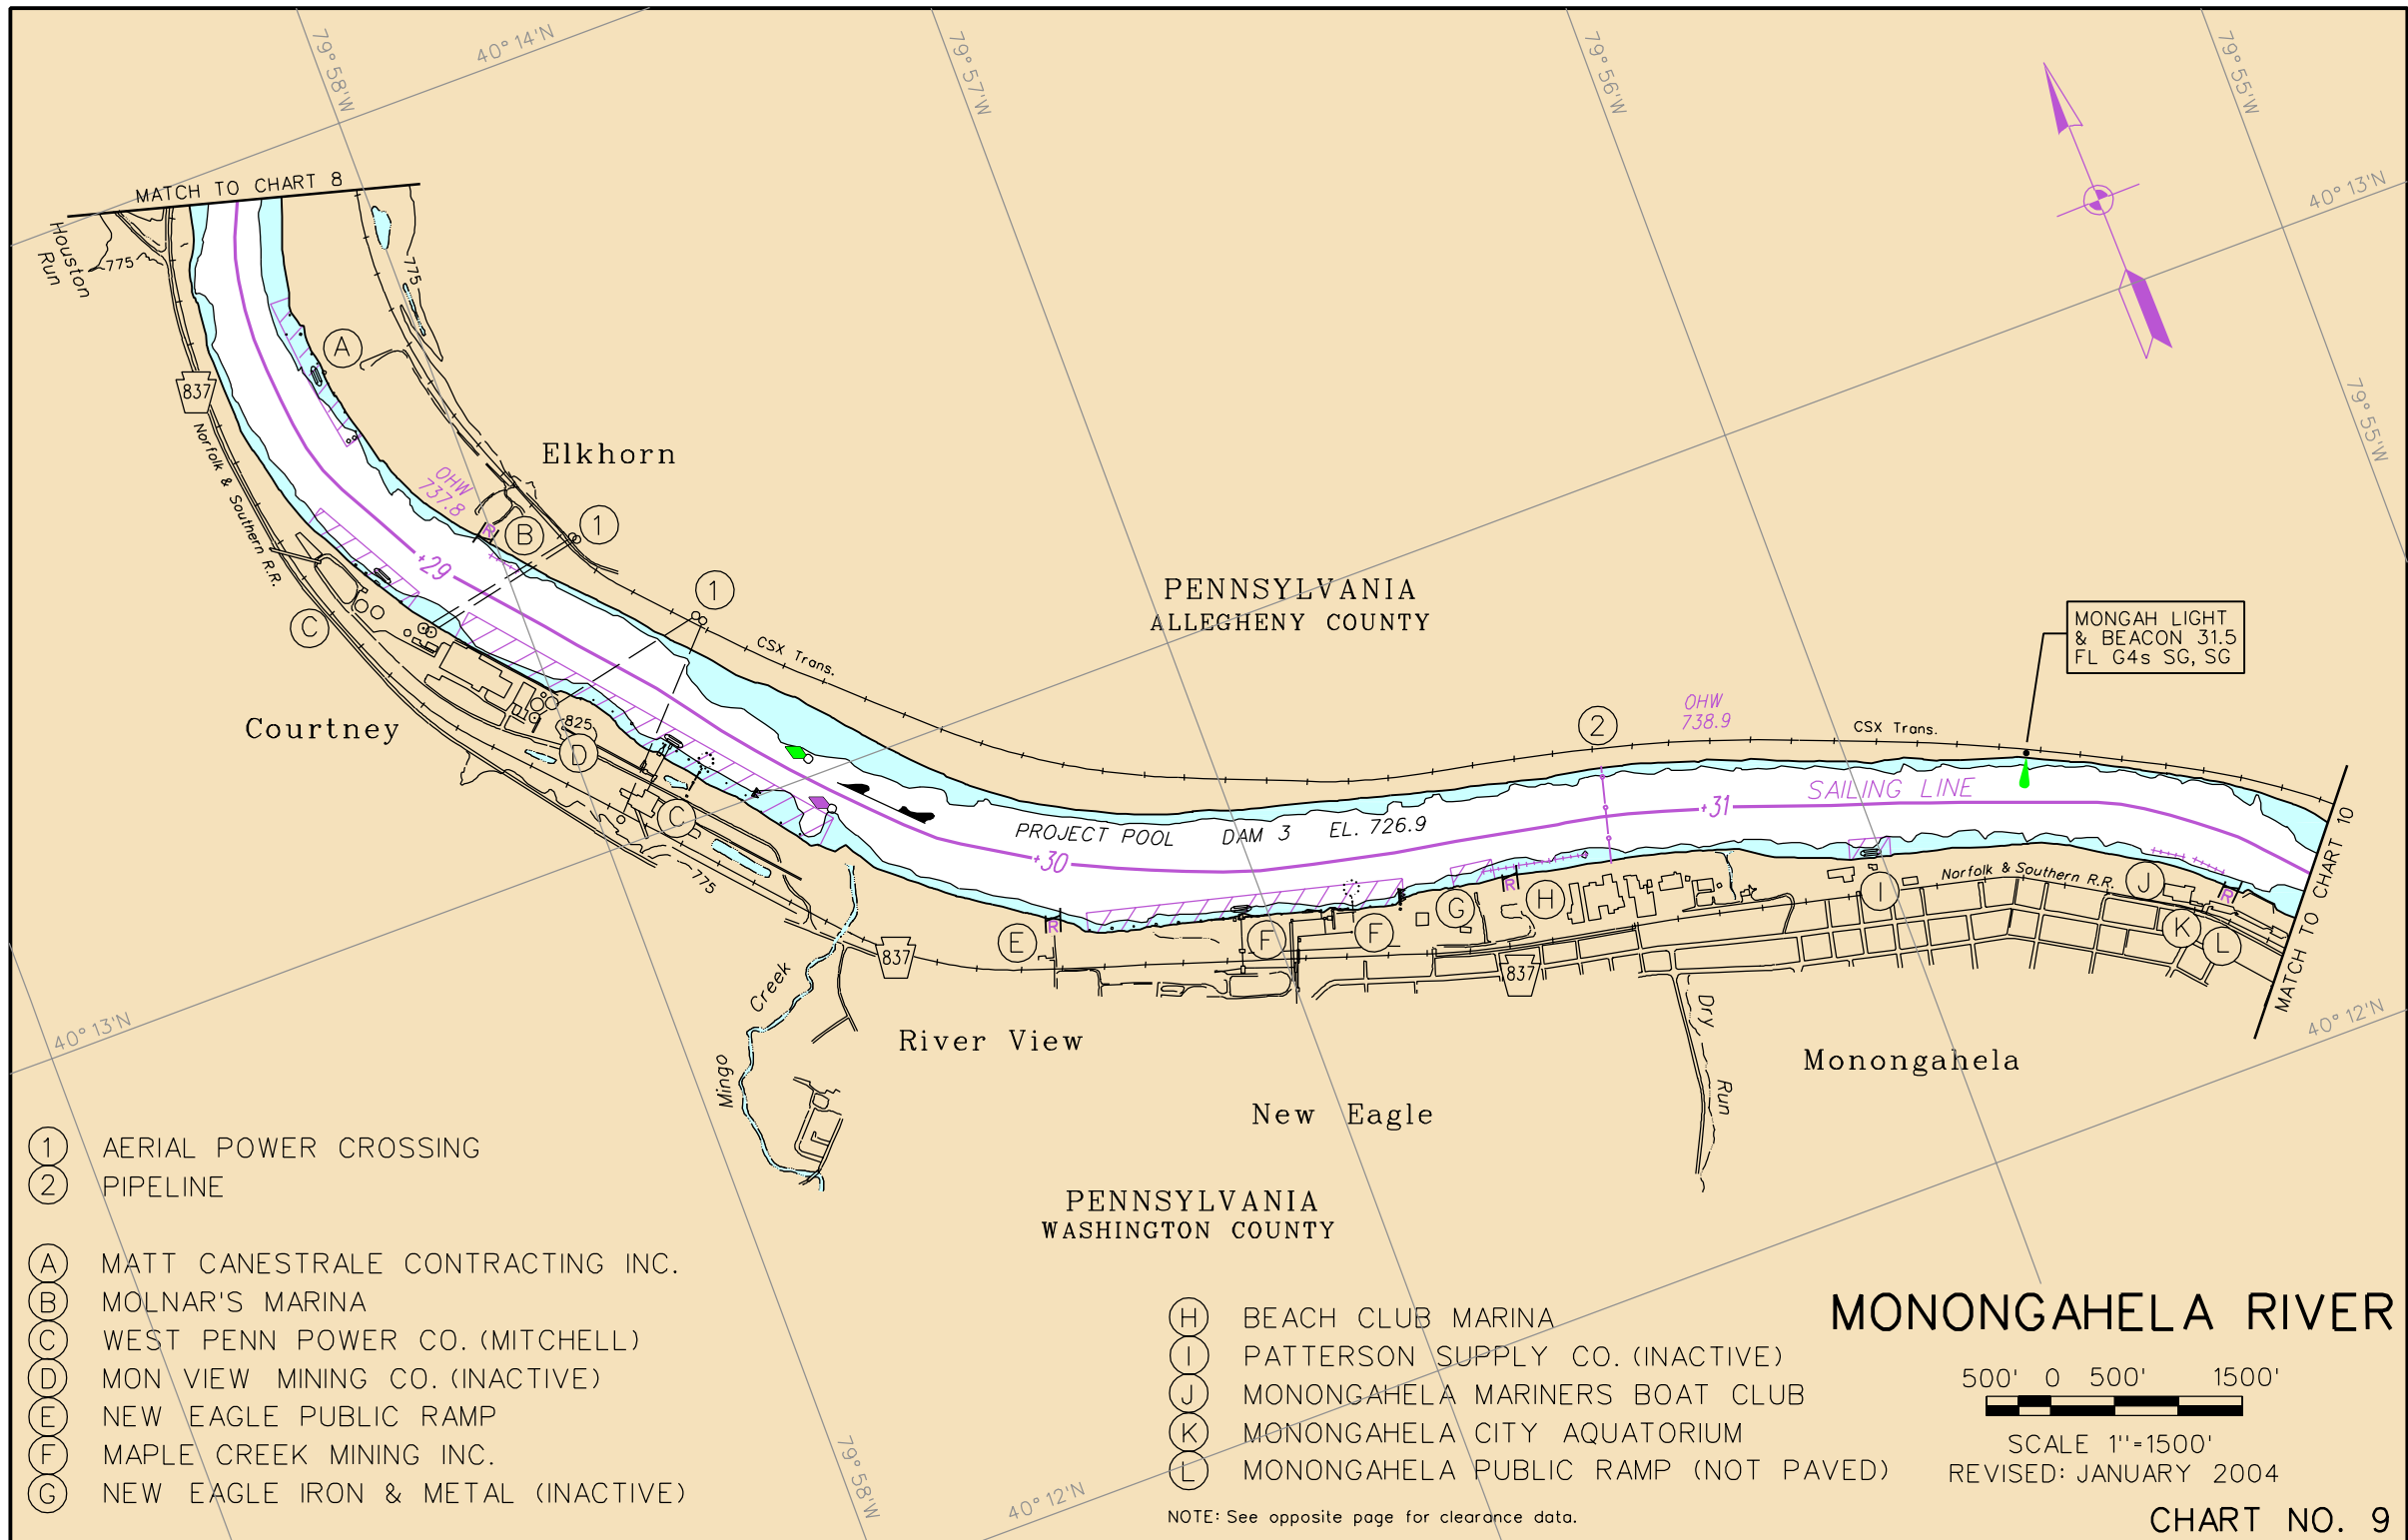 79°58'W
40°14'N
79°57'W
79°56'W
79°55'W
40°13'N
MATCH TO CHART 8
Houston
Run
775
775
A
837
Norfolk & Southern R.R.
Elkhorn
OHW
737.8
R
B
1
+29
1
C
CSX Trans.
PENNSYLVANIA
ALLEGHENY COUNTY
79°55'W
MONGAH LIGHT
& BEACON 31.5
FL G4s SG, SG
Courtney
825
D
C
775
2
OHW
738.9
CSX Trans.
SAILING LINE
+31
PROJECT POOL DAM 3 EL. 726.9
+30
MATCH TO CHART 10
Norfolk & Southern R.R.
R
E
F
F
G
R
H
I
J
R
K
L
837
837
Mingo Creek
River View
New Eagle
Dry Run
Monongahela
40°13'N
40°12'N
PENNSYLVANIA
WASHINGTON COUNTY
1 AERIAL POWER CROSSING
2 PIPELINE
A MATT CANESTRALE CONTRACTING INC.
B MOLNAR'S MARINA
C WEST PENN POWER CO. (MITCHELL)
D MON VIEW MINING CO. (INACTIVE)
E NEW EAGLE PUBLIC RAMP
F MAPLE CREEK MINING INC.
G NEW EAGLE IRON & METAL (INACTIVE)
79°58'W
40°12'N
H BEACH CLUB MARINA
I PATTERSON SUPPLY CO. (INACTIVE)
J MONONGAHELA MARINERS BOAT CLUB
K MONONGAHELA CITY AQUATORIUM
L MONONGAHELA PUBLIC RAMP (NOT PAVED)
NOTE: See opposite page for clearance data.
MONONGAHELA RIVER
500' 0 500' 1500'
SCALE 1''=1500'
REVISED: JANUARY 2004
CHART NO. 9